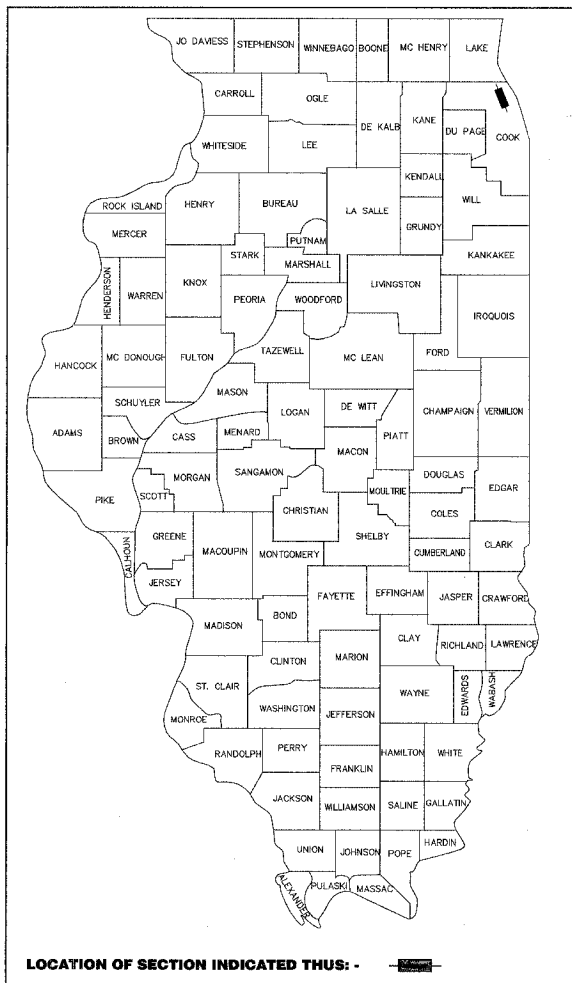 JO DAVIESS STEPHENSON WINNEBAGO BOONE MC HENRY LAKE
CARROLL OGLE DE KALB KANE DU PAGE COOK
WHITESIDE LEE
KENDALL WILL
ROCK ISLAND HENRY BUREAU LA SALLE GRUNDY
MERCER PUTNAM
STARK MARSHALL KANKAKEE
HENDERSON WARREN KNOX PEORIA WOODFORD LIVINGSTON
IROQUOIS
HANCOCK MC DONOUGH FULTON TAZEWELL MC LEAN FORD
MASON
SCHUYLER LOGAN DE WITT CHAMPAIGN VERMILION
ADAMS BROWN CASS MENARD PIATT
MACON
MORGAN SANGAMON DOUGLAS
PIKE SCOTT MOULTRIE EDGAR
CHRISTIAN COLES
CALHOUN GREENE MACOUPIN MONTGOMERY SHELBY CUMBERLAND CLARK
JERSEY
FAYETTE EFFINGHAM JASPER CRAWFORD
MADISON BOND
CLAY RICHLAND LAWRENCE
CLINTON MARION
ST. CLAIR WAYNE EDWARDS WABASH
MONROE WASHINGTON JEFFERSON
RANDOLPH PERRY HAMILTON WHITE
FRANKLIN
JACKSON WILLIAMSON SALINE GALLATIN
UNION JOHNSON POPE HARDIN
ALEXANDER PULASKI MASSAC
LOCATION OF SECTION INDICATED THUS: -